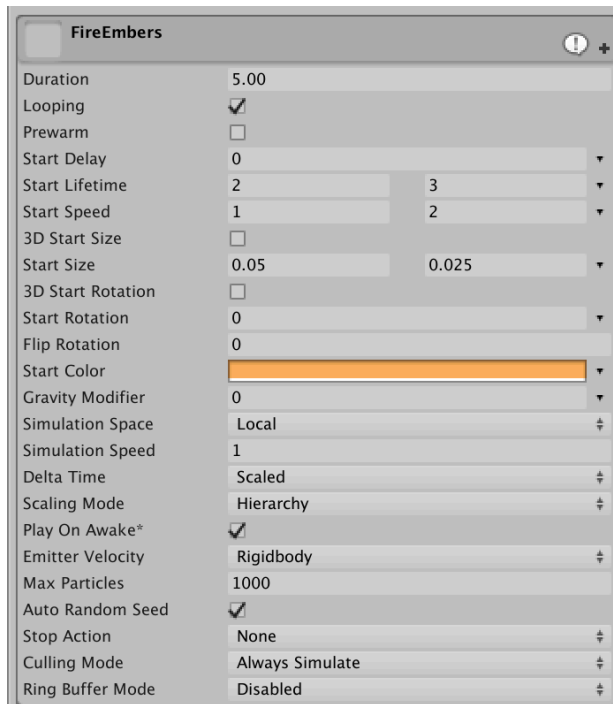 FireEmbers
Duration 5.00
Looping
Prewarm
Start Delay 0
Start Lifetime 2 3
Start Speed 1 2
3D Start Size
Start Size 0.05 0.025
3D Start Rotation
Start Rotation 0
Flip Rotation 0
Start Color
Gravity Modifier 0
Simulation Space Local
Simulation Speed 1
Delta Time Scaled
Scaling Mode Hierarchy
Play On Awake*
Emitter Velocity Rigidbody
Max Particles 1000
Auto Random Seed
Stop Action None
Culling Mode Always Simulate
Ring Buffer Mode Disabled